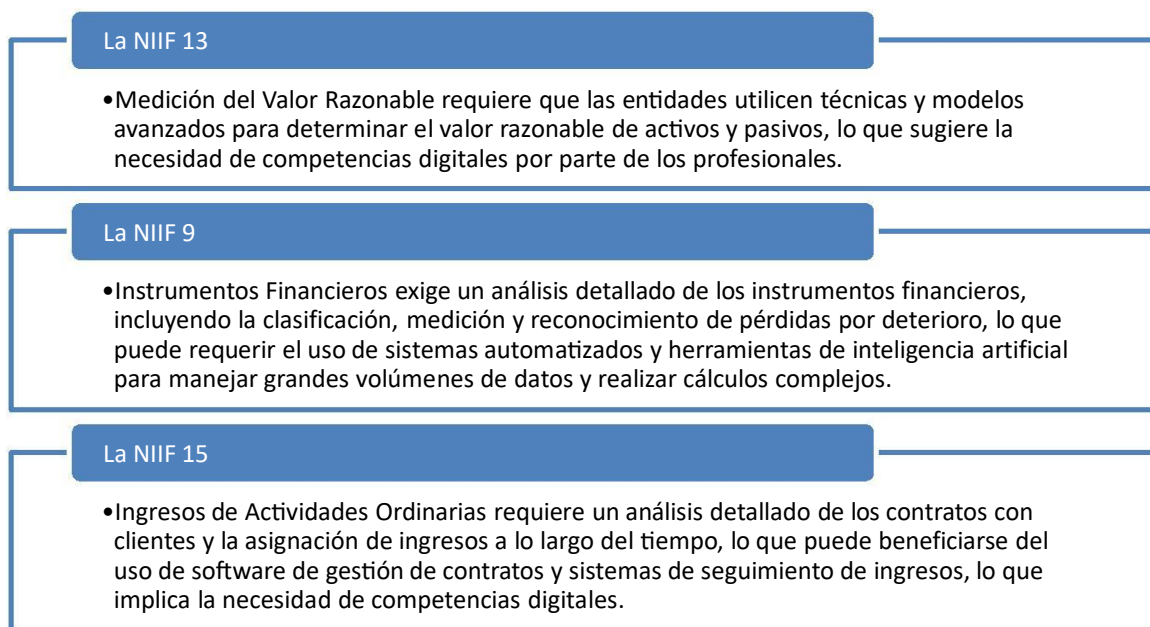 La NIIF 13
•Medición del Valor Razonable requiere que las entidades utilicen técnicas y modelos
avanzados para determinar el valor razonable de activos y pasivos, lo que sugiere la
necesidad de competencias digitales por parte de los profesionales.
La NIIF 9
•Instrumentos Financieros exige un análisis detallado de los instrumentos financieros,
incluyendo la clasificación, medición y reconocimiento de pérdidas por deterioro, lo que
puede requerir el uso de sistemas automatizados y herramientas de inteligencia artificial
para manejar grandes volúmenes de datos y realizar cálculos complejos.
La NIIF 15
•Ingresos de Actividades Ordinarias requiere un análisis detallado de los contratos con
clientes y la asignación de ingresos a lo largo del tiempo, lo que puede beneficiarse del
uso de software de gestión de contratos y sistemas de seguimiento de ingresos, lo que
implica la necesidad de competencias digitales.